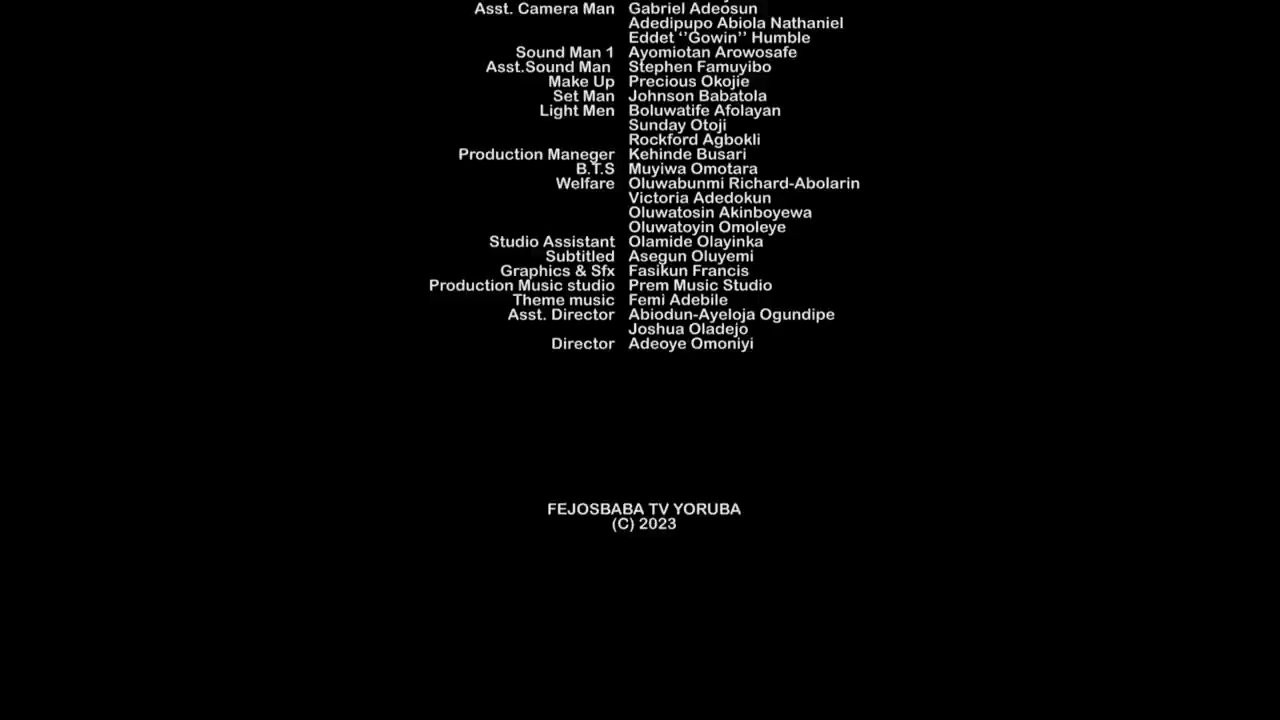 Asst. Camera Man Gabriel Adeosun
Adedipupo Abiola Nathaniel
Eddet ‘’Gowin’’ Humble
Sound Man 1 Ayomiotan Arowosafe
Asst.Sound Man Stephen Famuyibo
Make Up Precious Okojie
Set Man Johnson Babatola
Light Men Boluwatife Afolayan
Sunday Otoji
Rockford Agbokli
Production Maneger Kehinde Busari
B.T.S Muyiwa Omotara
Welfare Oluwabunmi Richard-Abolarin
Victoria Adedokun
Oluwatosin Akinboyewa
Oluwatoyin Omoleye
Studio Assistant Olamide Olayinka
Subtitled Asegun Oluyemi
Graphics & Sfx Fasikun Francis
Production Music studio Prem Music Studio
Theme music Femi Adebile
Asst. Director Abiodun-Ayeloja Ogundipe
Joshua Oladejo
Director Adeoye Omoniyi
FEJOSBABA TV YORUBA
(C) 2023